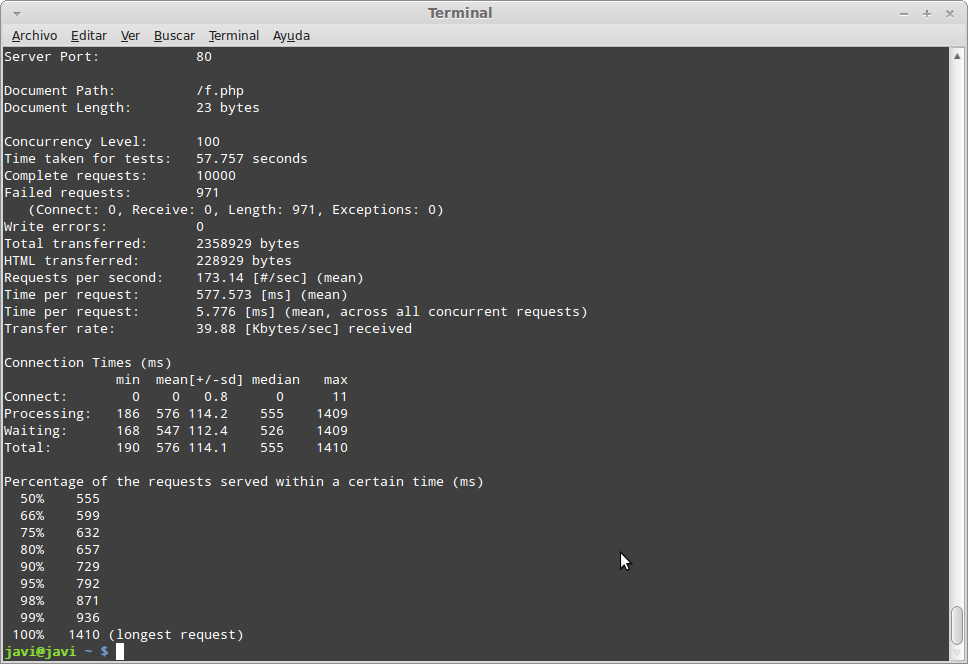 Terminal
Archivo Editar Ver Buscar Terminal Ayuda
Server Port:            80

Document Path:          /f.php
Document Length:        23 bytes

Concurrency Level:      100
Time taken for tests:   57.757 seconds
Complete requests:      10000
Failed requests:        971
   (Connect: 0, Receive: 0, Length: 971, Exceptions: 0)
Write errors:           0
Total transferred:      2358929 bytes
HTML transferred:       228929 bytes
Requests per second:    173.14 [#/sec] (mean)
Time per request:       577.573 [ms] (mean)
Time per request:       5.776 [ms] (mean, across all concurrent requests)
Transfer rate:          39.88 [Kbytes/sec] received

Connection Times (ms)
              min  mean[+/-sd] median   max
Connect:        0    0   0.8      0      11
Processing:   186  576 114.2    555    1409
Waiting:      168  547 112.4    526    1409
Total:        190  576 114.1    555    1410

Percentage of the requests served within a certain time (ms)
  50%    555
  66%    599
  75%    632
  80%    657
  90%    729
  95%    792
  98%    871
  99%    936
 100%   1410 (longest request)
javi@javi ~ $